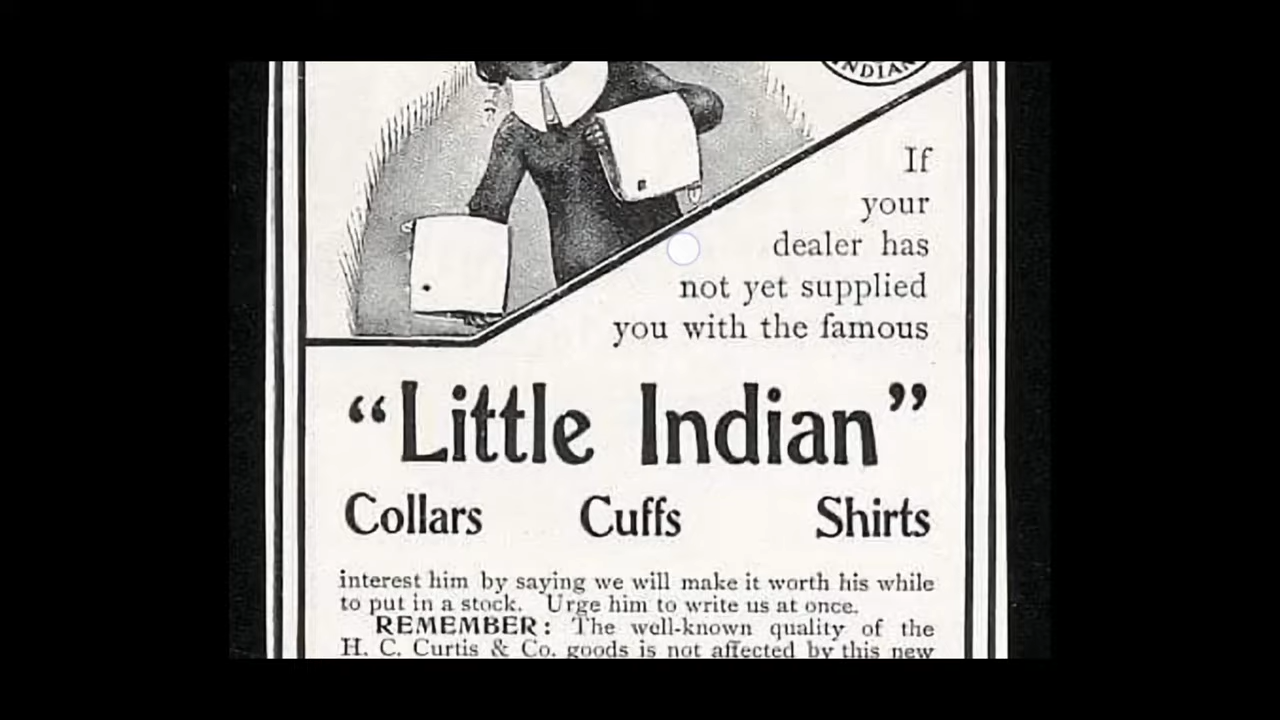 INDIAN
If
your
dealer has
not yet supplied
you with the famous
“Little Indian”
Collars Cuffs Shirts
interest him by saying we will make it worth his while
to put in a stock. Urge him to write us at once.
REMEMBER: The well-known quality of the
H. C. Curtis & Co. goods is not affected by this new